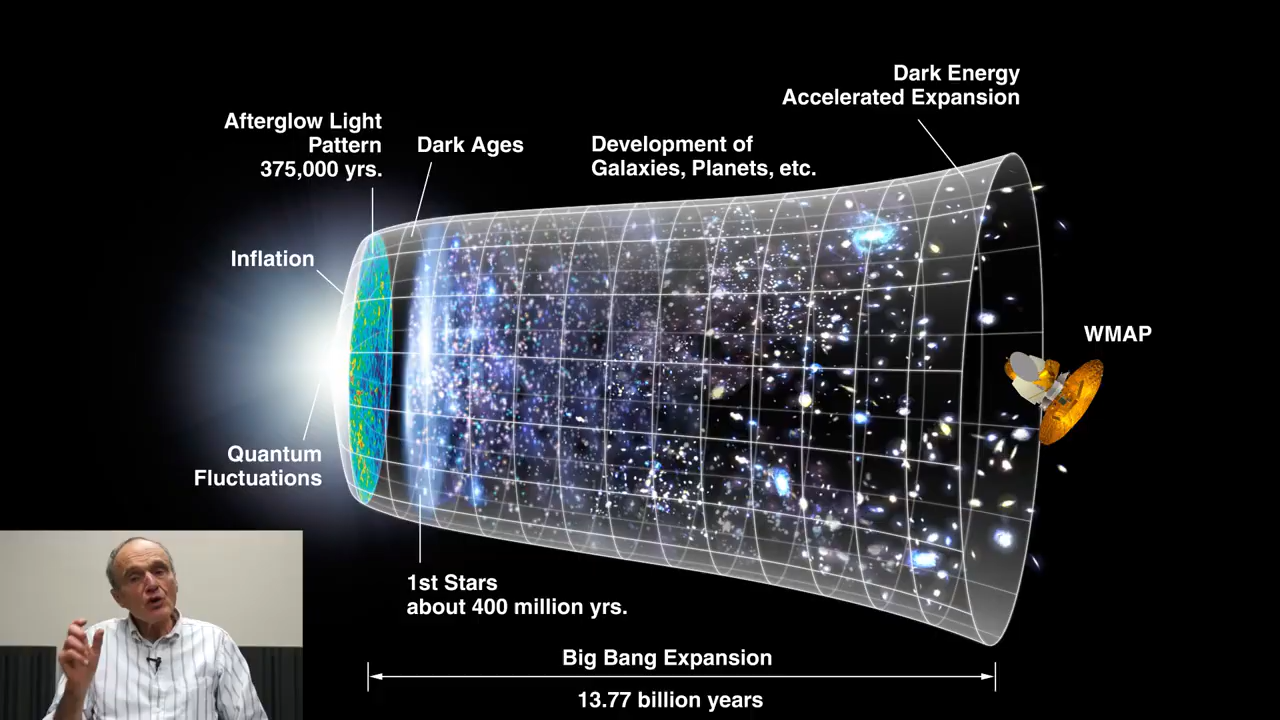 Dark Energy
Accelerated Expansion
Afterglow Light
Pattern
375,000 yrs.
Dark Ages
Development of
Galaxies, Planets, etc.
Inflation
WMAP
Quantum
Fluctuations
1st Stars
about 400 million yrs.
Big Bang Expansion
13.77 billion years